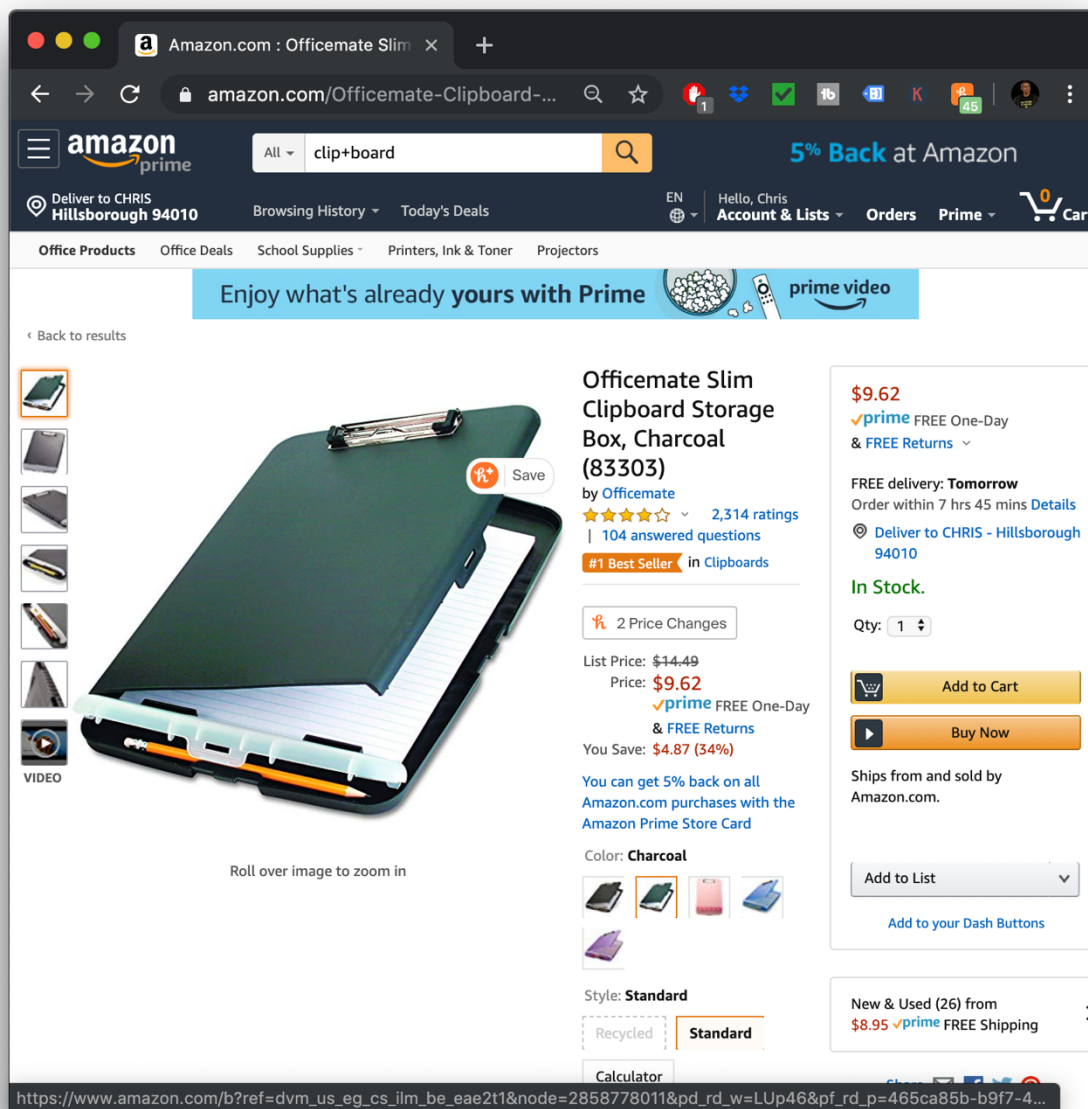 Amazon.com : Officemate Slim
amazon.com/Officemate-Clipboard-...
1
45
amazon prime
All
clip+board
5% Back at Amazon
Deliver to CHRIS
Hillsborough 94010
Browsing History
Today's Deals
EN
Hello, Chris
Account & Lists
Orders
Prime
0
Car
Office Products
Office Deals
School Supplies
Printers, Ink & Toner
Projectors
Enjoy what's already yours with Prime
prime video
‹ Back to results
VIDEO
Save
Roll over image to zoom in
Officemate Slim
Clipboard Storage
Box, Charcoal
(83303)
by Officemate
2,314 ratings
| 104 answered questions
#1 Best Seller in Clipboards
2 Price Changes
List Price: $14.49
Price: $9.62
prime FREE One-Day
& FREE Returns
You Save: $4.87 (34%)
You can get 5% back on all
Amazon.com purchases with the
Amazon Prime Store Card
Color: Charcoal
Style: Standard
Recycled
Standard
Calculator
$9.62
prime FREE One-Day
& FREE Returns
FREE delivery: Tomorrow
Order within 7 hrs 45 mins Details
Deliver to CHRIS - Hillsborough
94010
In Stock.
Qty: 1
Add to Cart
Buy Now
Ships from and sold by
Amazon.com.
Add to List
Add to your Dash Buttons
New & Used (26) from
$8.95 prime FREE Shipping
Share
https://www.amazon.com/b?ref=dvm_us_eg_cs_ilm_be_eae2t1&node=2858778011&pd_rd_w=LUp46&pf_rd_p=465ca85b-b9f7-4...